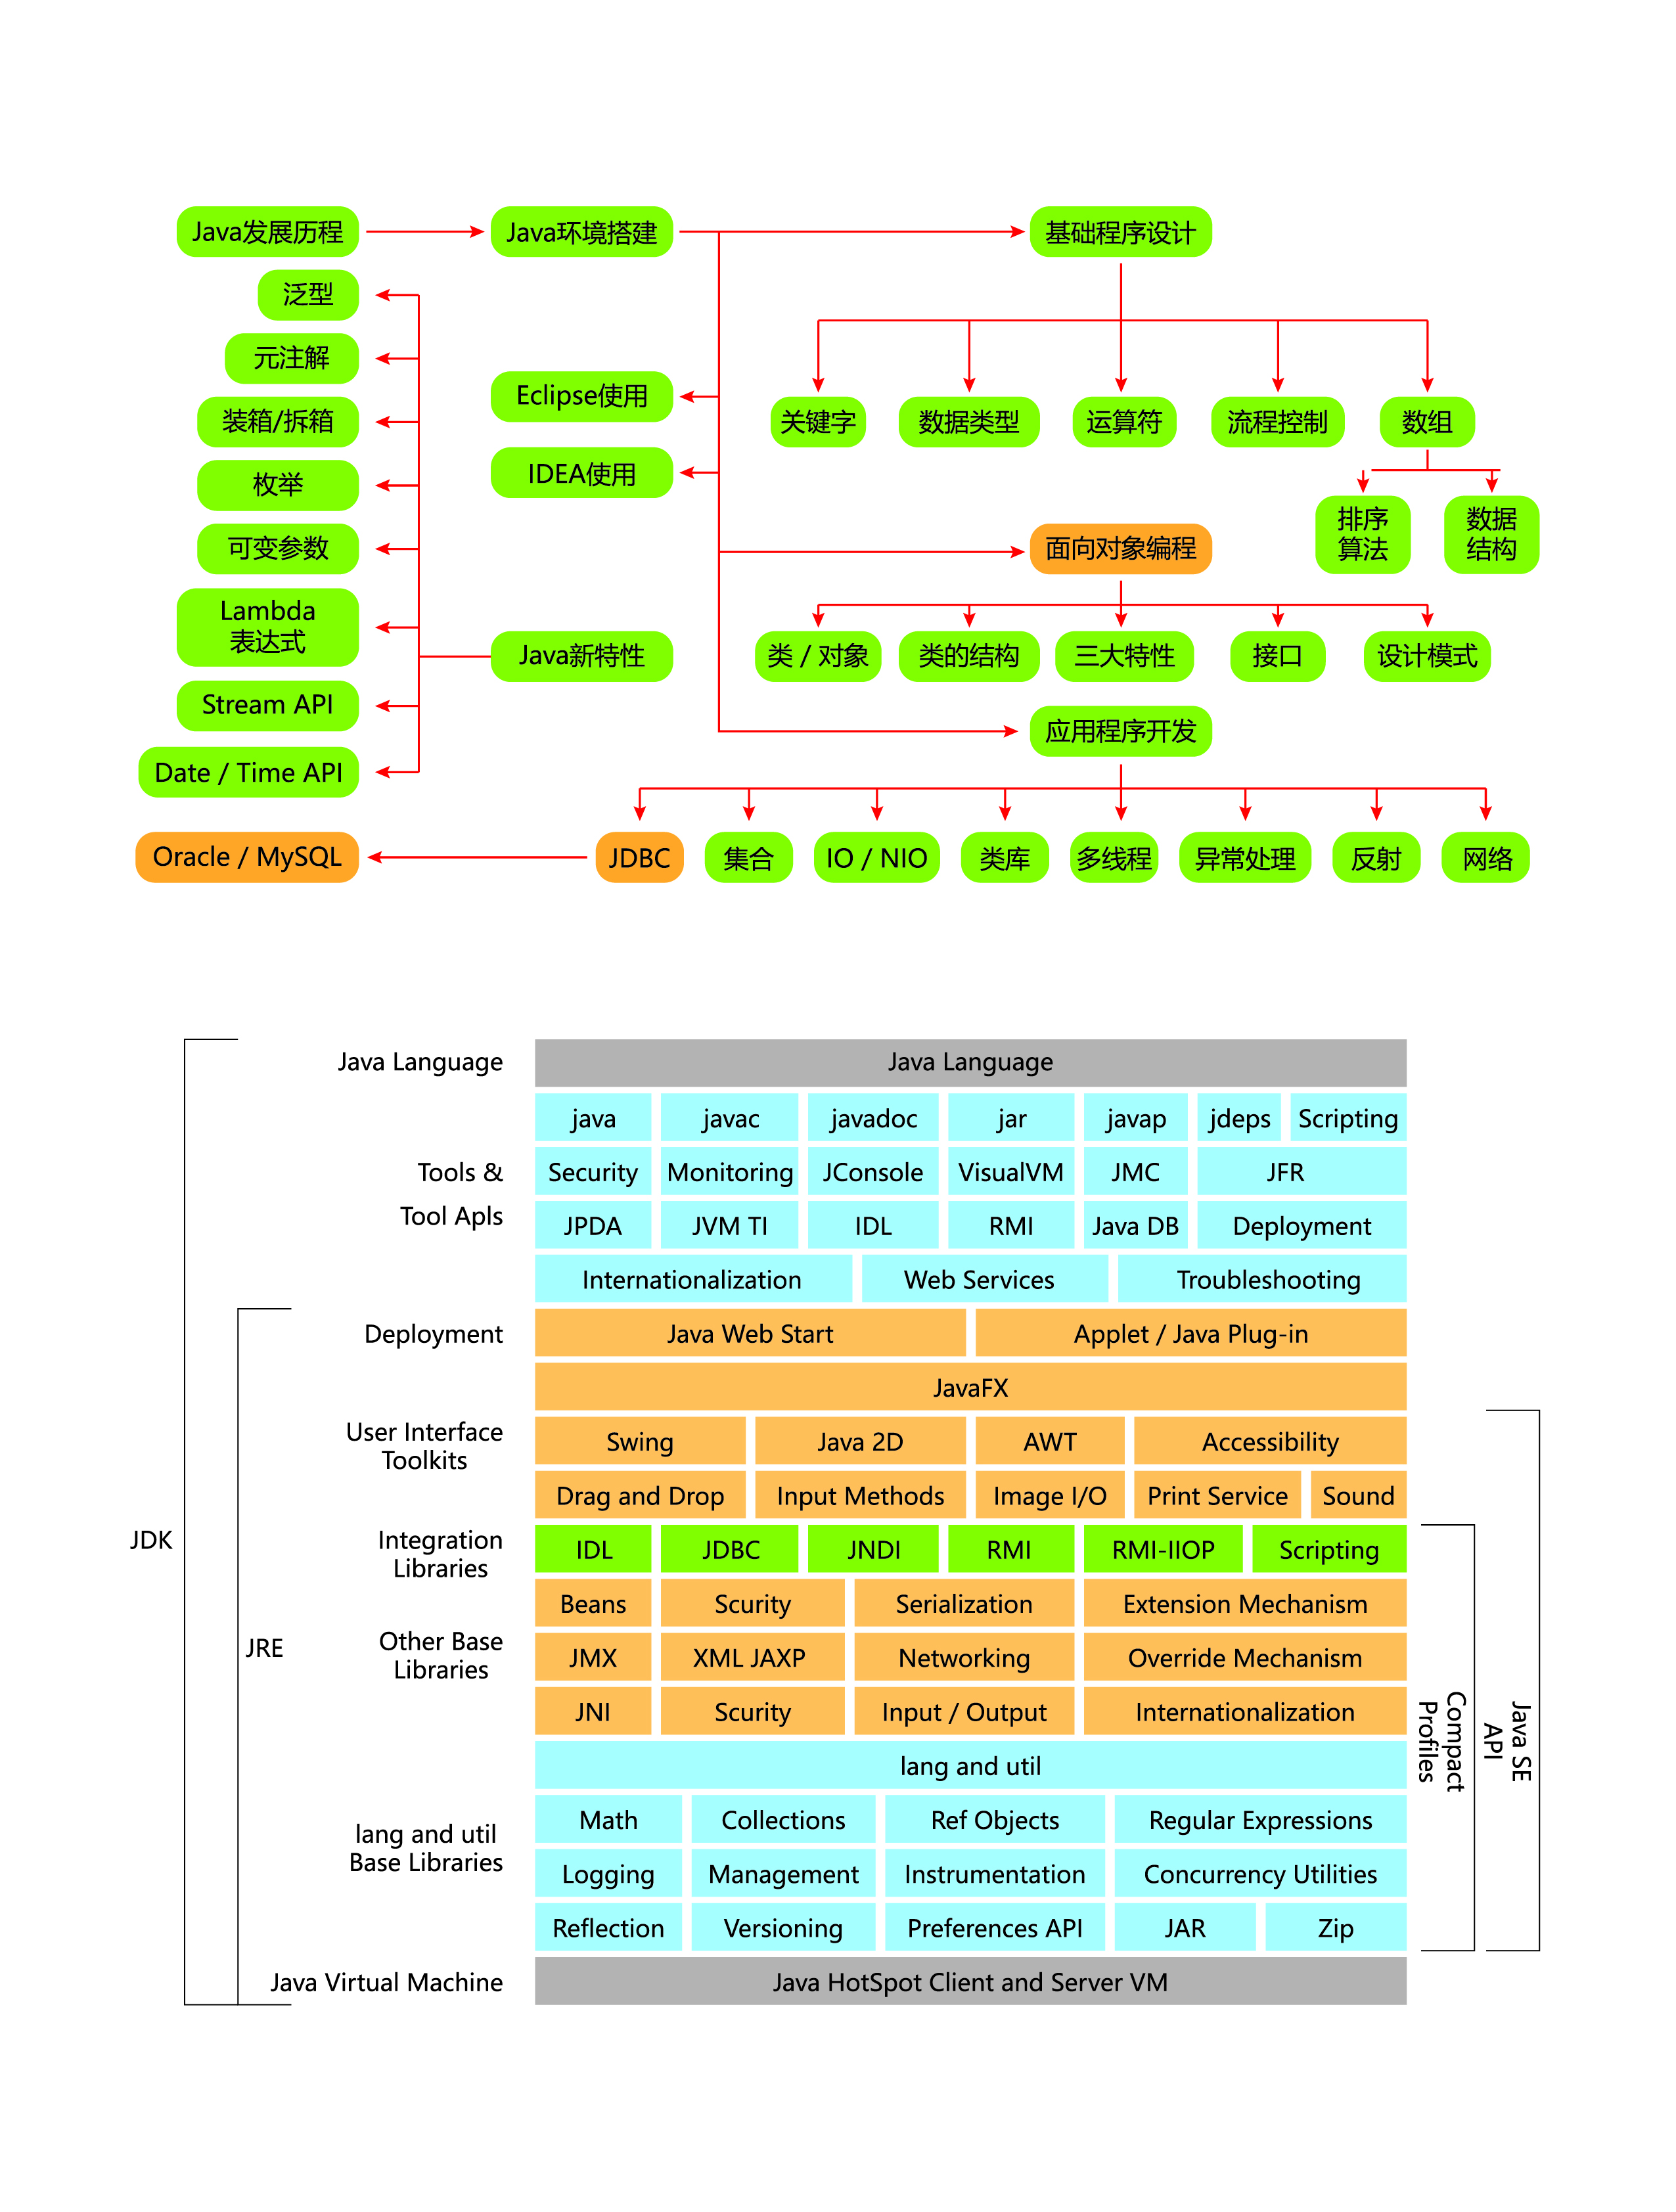 Java发展历程
Java环境搭建
基础程序设计
泛型
元注解
装箱/拆箱
枚举
可变参数
Lambda
表达式
Stream API
Date / Time API
Eclipse使用
IDEA使用
Java新特性
关键字
数据类型
运算符
流程控制
数组
排序
算法
数据
结构
面向对象编程
类 / 对象
类的结构
三大特性
接口
设计模式
应用程序开发
Oracle / MySQL
JDBC
集合
IO / NIO
类库
多线程
异常处理
反射
网络
JDK
JRE
Java Language
Java Language
Tools &
Tool Apls
java
javac
javadoc
jar
javap
jdeps
Scripting
Security
Monitoring
JConsole
VisualVM
JMC
JFR
JPDA
JVM TI
IDL
RMI
Java DB
Deployment
Internationalization
Web Services
Troubleshooting
Deployment
Java Web Start
Applet / Java Plug-in
JavaFX
User Interface
Toolkits
Swing
Java 2D
AWT
Accessibility
Drag and Drop
Input Methods
Image I/O
Print Service
Sound
Integration
Libraries
IDL
JDBC
JNDI
RMI
RMI-IIOP
Scripting
Other Base
Libraries
Beans
Scurity
Serialization
Extension Mechanism
JMX
XML JAXP
Networking
Override Mechanism
JNI
Scurity
Input / Output
Internationalization
lang and util
lang and util
Base Libraries
Math
Collections
Ref Objects
Regular Expressions
Logging
Management
Instrumentation
Concurrency Utilities
Reflection
Versioning
Preferences API
JAR
Zip
Java Virtual Machine
Java HotSpot Client and Server VM
Compact
Profiles
Java SE
API